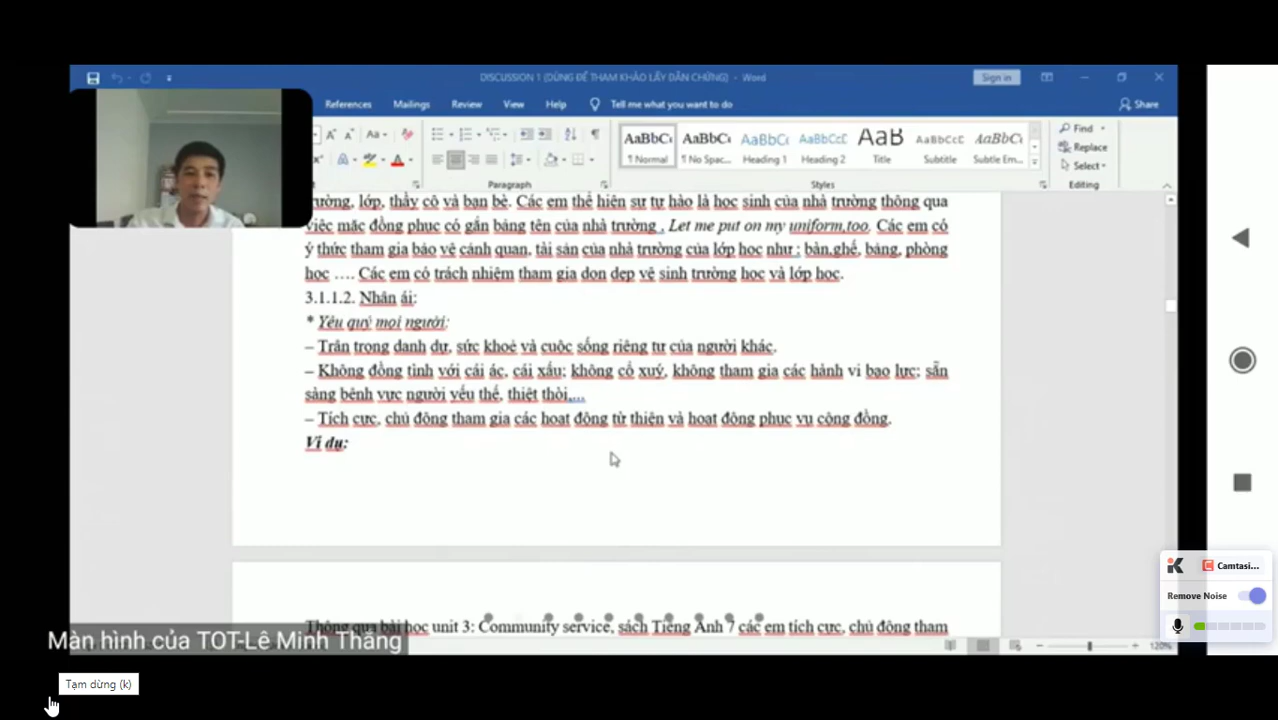 DISCUSSION 1 (DÙNG ĐỂ THAM KHẢO LẤY DẪN CHỨNG) - Word
Sign in
References Mailings Review View Help Tell me what you want to do Share
AaBbCc AaBbCc AaBbCc AaBbCcD AaB AaBbCcD AaBbCc
¶ Normal ¶ No Spac... Heading 1 Heading 2 Title Subtitle Subtle Em...
Find
Replace
Select
Paragraph Styles Editing
trường, lớp, thầy cô và bạn bè. Các em thể hiện sự tự hào là học sinh của nhà trường thông qua
việc mặc đồng phục có gắn bảng tên của nhà trường . Let me put on my uniform,too. Các em có
ý thức tham gia bảo vệ cảnh quan, tài sản của nhà trường của lớp học như : bàn,ghế, bảng, phòng
học …. Các em có trách nhiệm tham gia dọn dẹp vệ sinh trường học và lớp học.
3.1.1.2. Nhân ái:
* Yêu quý mọi người:
– Trân trọng danh dự, sức khoẻ và cuộc sống riêng tư của người khác.
– Không đồng tình với cái ác, cái xấu; không cổ xuý, không tham gia các hành vi bạo lực; sẵn
sàng bênh vực người yếu thế, thiệt thòi,...
– Tích cực, chủ động tham gia các hoạt động từ thiện và hoạt động phục vụ cộng đồng.
Ví dụ:
Thông qua bài học unit 3: Community service, sách Tiếng Anh 7 các em tích cực, chủ động tham
Màn hình của TOT-Lê Minh Thăng
120%
Tạm dừng (k)
Camtasi...
Remove Noise